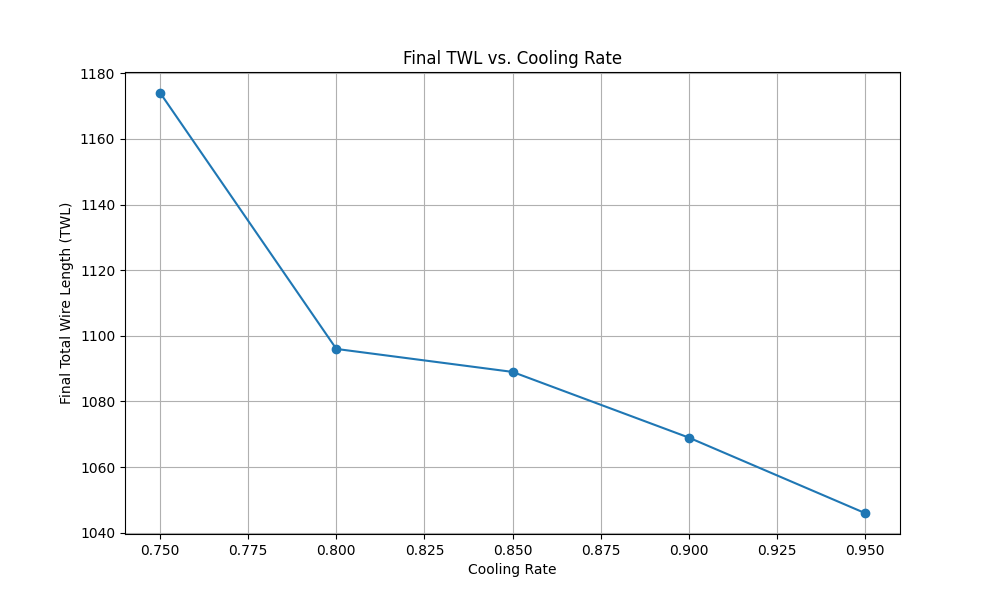 Final TWL vs. Cooling Rate
Final Total Wire Length (TWL)
1180
1160
1140
1120
1100
1080
1060
1040
0.750 0.775 0.800 0.825 0.850 0.875 0.900 0.925 0.950
Cooling Rate